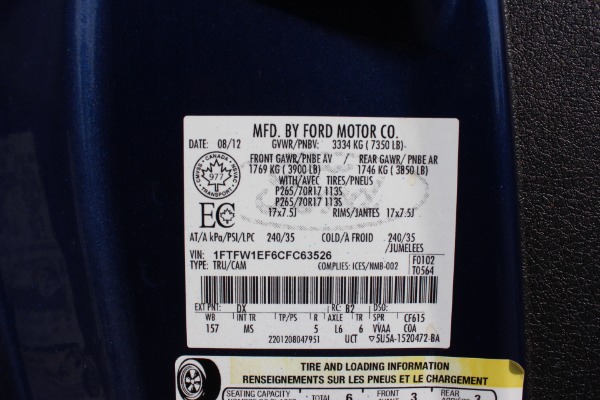 MFD. BY FORD MOTOR CO.
DATE: 08/12 GVWR/PNBV: 3334 KG ( 7350 LB)
FRONT GAWR/PNBE AV / REAR GAWR/ PNBE AR
1769 KG ( 3900 LB) 1746 KG ( 3850 LB)
WITH/AVEC TIRES/PNEUS
P265/70R17 113S
P265/70R17 113S
17x7.5J RIMS/JANTES 17x7.5J
CANADA
977
EC
AT/A kPa/PSI/LPC 240/35 COLD/A FROID 240/35
/JUMELEES
VIN: 1FTFW1EF6CFC63526
TYPE: TRU/CAM COMPLIES: ICES/NMB-002
F0102
T0564
EXT PNT: DX RC: B2 DSO:
WB INT TR TP/PS R AXLE TR SPR CF615
157 MS 5 L6 6 VVAA COA
2201208047951 UCT ▽5U5A-1520472-BA
TIRE AND LOADING INFORMATION
RENSEIGNEMENTS SUR LES PNEUS ET LE CHARGEMENT
SEATING CAPACITY TOTAL 6 FRONT 3 REAR 3